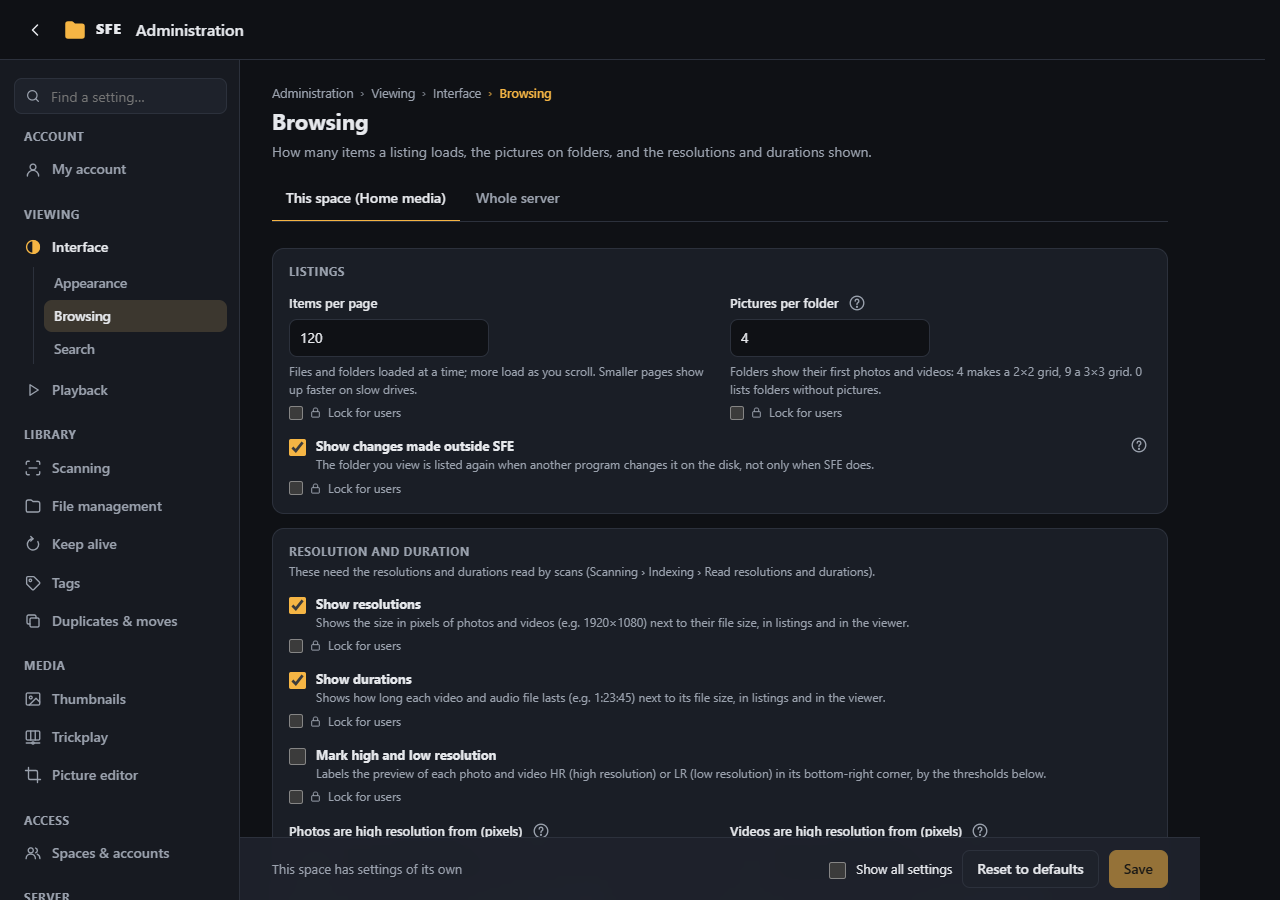 SFE Administration
Find a setting...
ACCOUNT
My account
VIEWING
Interface
Appearance
Browsing
Search
Playback
LIBRARY
Scanning
File management
Keep alive
Tags
Duplicates & moves
MEDIA
Thumbnails
Trickplay
Picture editor
ACCESS
Spaces & accounts
SERVER
Administration › Viewing › Interface › Browsing
Browsing
How many items a listing loads, the pictures on folders, and the resolutions and durations shown.
This space (Home media) Whole server
LISTINGS
Items per page
120
Files and folders loaded at a time; more load as you scroll. Smaller pages show
up faster on slow drives.
Lock for users
Pictures per folder
4
Folders show their first photos and videos: 4 makes a 2×2 grid, 9 a 3×3 grid. 0
lists folders without pictures.
Lock for users
Show changes made outside SFE
The folder you view is listed again when another program changes it on the disk, not only when SFE does.
Lock for users
RESOLUTION AND DURATION
These need the resolutions and durations read by scans (Scanning › Indexing › Read resolutions and durations).
Show resolutions
Shows the size in pixels of photos and videos (e.g. 1920×1080) next to their file size, in listings and in the viewer.
Lock for users
Show durations
Shows how long each video and audio file lasts (e.g. 1:23:45) next to its file size, in listings and in the viewer.
Lock for users
Mark high and low resolution
Labels the preview of each photo and video HR (high resolution) or LR (low resolution) in its bottom-right corner, by the thresholds below.
Lock for users
Photos are high resolution from (pixels)
Videos are high resolution from (pixels)
This space has settings of its own
Show all settings
Reset to defaults
Save